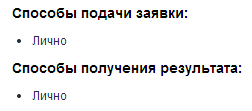 Способы подачи заявки:
Лично
Способы получения результата:
Лично